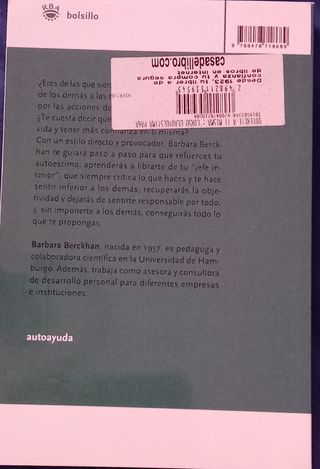 RBA
bolsillo
9 788478 718689
casadellibro.com
Desde 1923, tu librer a de
confianza y compra segura
de libros en internet
¿Eres de las que sien
de los demás a las
por las acciones de
¿Te cuesta decir que
vida y tener más confianza en ti misma?
Con un estilo directo y provocador, Barbara Berck-
han te guiará paso a paso para que refuerces tu
autoestima; aprenderás a librarte de tu "jefe in-
terior", que siempre critica lo que haces y te hace
sentir inferior a los demás; recuperarás la obje-
tividad y dejarás de sentirte responsable por todo,
y, sin imponerte a los demás, conseguirás todo lo
que te propongas.
Barbara Berckhan, nacida en 1957, es pedagoga y
colaboradora científica en la Universidad de Ham-
burgo. Además, trabaja como asesora y consultora
de desarrollo personal para diferentes empresas
e instituciones.
autoayuda